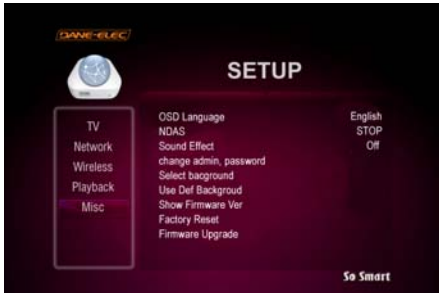 DANE-ELEC
SETUP
TV
Network
Wireless
Playback
Misc
OSD Language English
NDAS STOP
Sound Effect Off
change admin, password
Select bacground
Use Def Backgroud
Show Firmware Ver
Factory Reset
Firmware Upgrade
So Smart